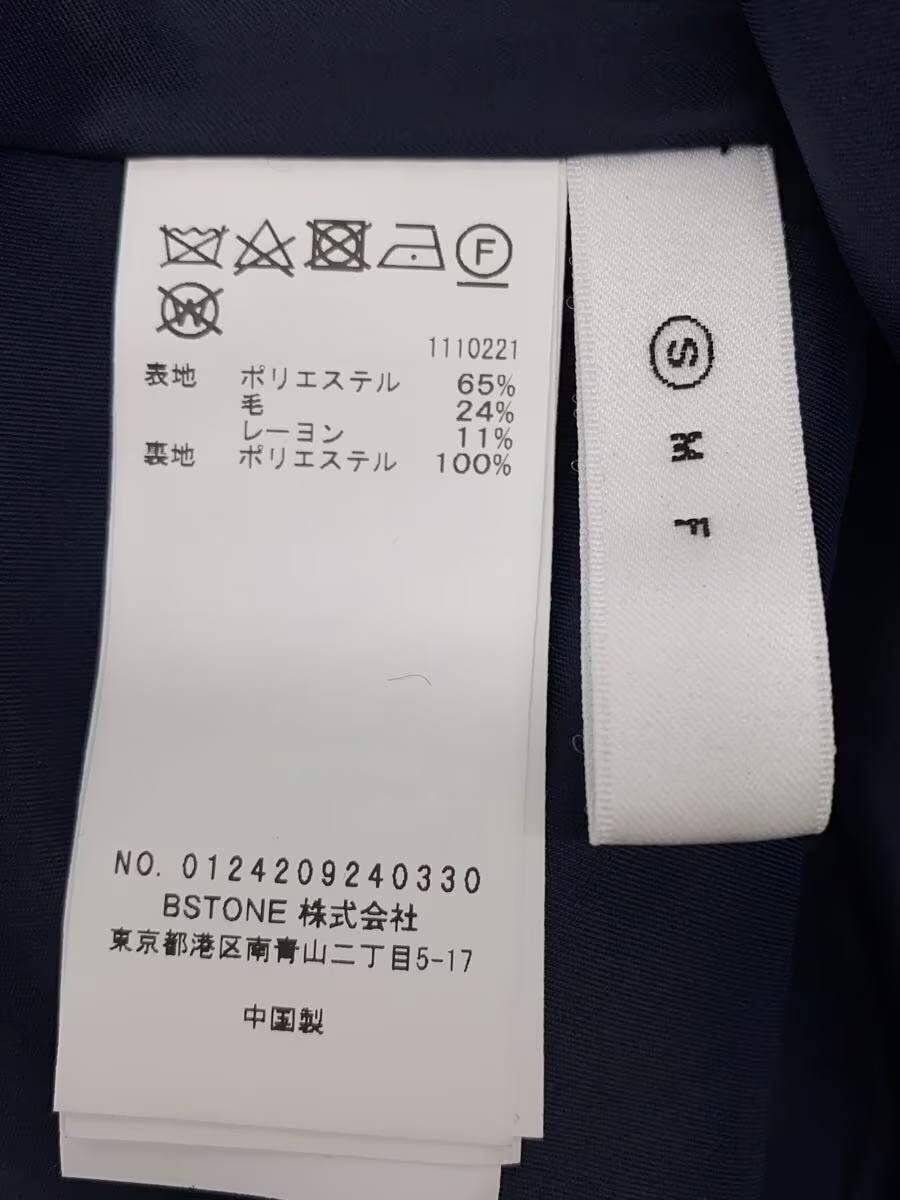 F
W
1110221
表地 ポリエステル 65%
毛 24%
レーヨン 11%
裏地 ポリエステル 100%
NO. 0124209240330
BSTONE 株式会社
東京都港区南青山二丁目5-17
中国製
S
M
F